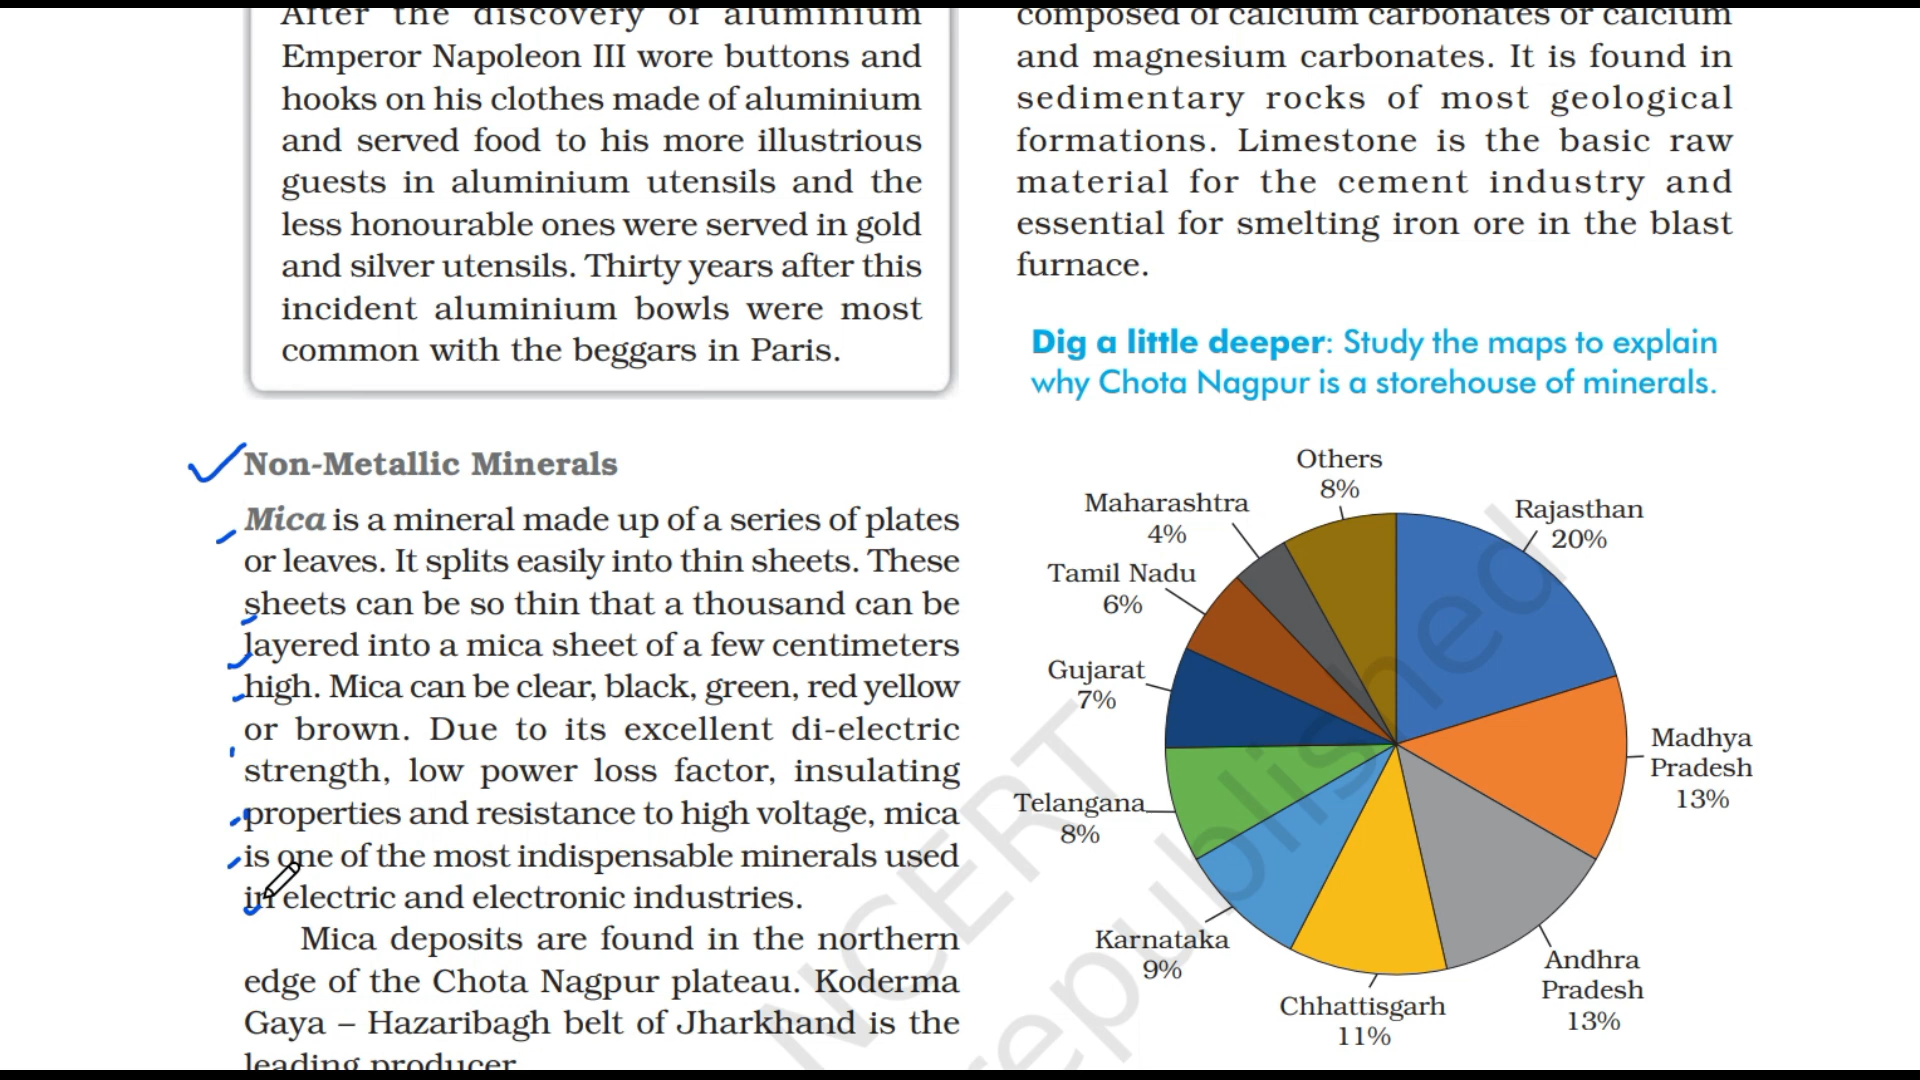 After the discovery of aluminium
Emperor Napoleon III wore buttons and
hooks on his clothes made of aluminium
and served food to his more illustrious
guests in aluminium utensils and the
less honourable ones were served in gold
and silver utensils. Thirty years after this
incident aluminium bowls were most
common with the beggars in Paris.
Non-Metallic Minerals
Mica is a mineral made up of a series of plates
or leaves. It splits easily into thin sheets. These
sheets can be so thin that a thousand can be
layered into a mica sheet of a few centimeters
high. Mica can be clear, black, green, red yellow
or brown. Due to its excellent di-electric
strength, low power loss factor, insulating
properties and resistance to high voltage, mica
is one of the most indispensable minerals used
in electric and electronic industries.
Mica deposits are found in the northern
edge of the Chota Nagpur plateau. Koderma
Gaya – Hazaribagh belt of Jharkhand is the
leading producer
composed of calcium carbonates or calcium
and magnesium carbonates. It is found in
sedimentary rocks of most geological
formations. Limestone is the basic raw
material for the cement industry and
essential for smelting iron ore in the blast
furnace.
Dig a little deeper: Study the maps to explain
why Chota Nagpur is a storehouse of minerals.
Others
8%
Rajasthan
20%
Madhya
Pradesh
13%
Andhra
Pradesh
13%
Chhattisgarh
11%
Karnataka
9%
Telangana
8%
Gujarat
7%
Tamil Nadu
6%
Maharashtra
4%
NCERT
republished